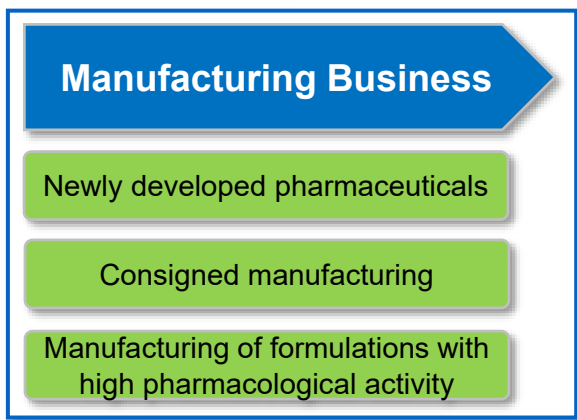 Manufacturing Business
Newly developed pharmaceuticals
Consigned manufacturing
Manufacturing of formulations with
high pharmacological activity